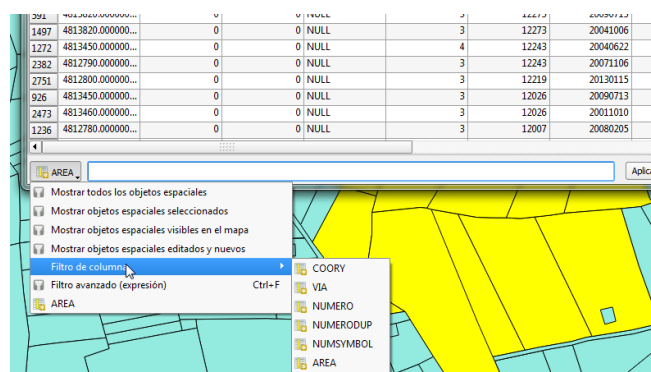 391 4813820.000000... 0 0 NULL 3 12275 20090713
1497 4813820.000000... 0 0 NULL 3 12273 20041006
1272 4813450.000000... 0 0 NULL 4 12243 20040622
2382 4812790.000000... 0 0 NULL 3 12243 20071106
2751 4812800.000000... 0 0 NULL 3 12219 20130115
926 4813450.000000... 0 0 NULL 3 12026 20090713
2473 4813460.000000... 0 0 NULL 3 12026 20011010
1236 4812780.000000... 0 0 NULL 3 12007 20080205
AREA
Aplica
Mostrar todos los objetos espaciales
Mostrar objetos espaciales seleccionados
Mostrar objetos espaciales visibles en el mapa
Mostrar objetos espaciales editados y nuevos
Filtro de columna
Filtro avanzado (expresión) Ctrl+F
AREA
COORY
VIA
NUMERO
NUMERODUP
NUMSYMBOL
AREA